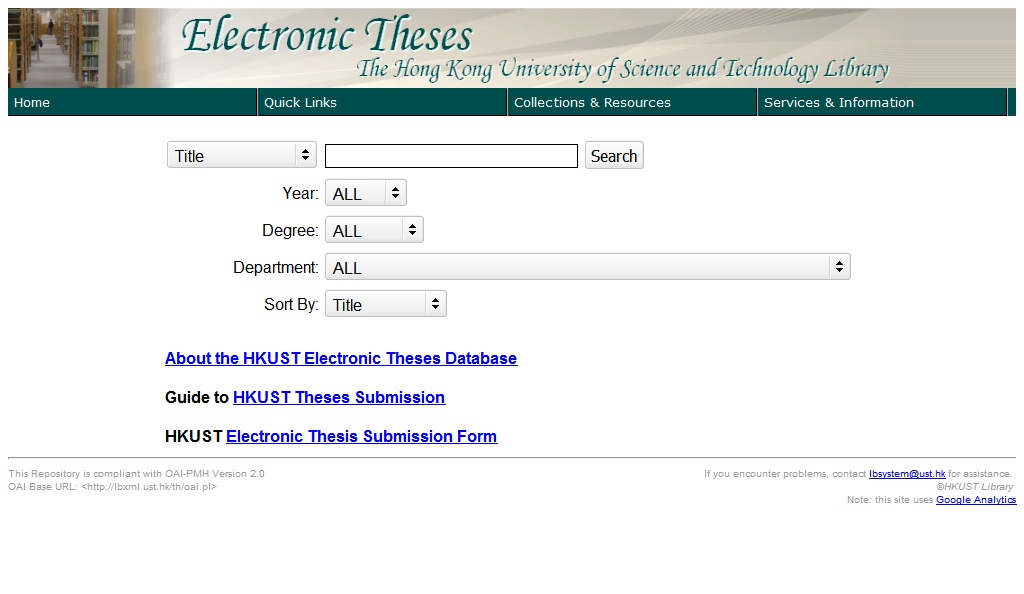 Electronic Theses
The Hong Kong University of Science and Technology Library
Home Quick Links Collections & Resources Services & Information
Title Search
Year: ALL
Degree: ALL
Department: ALL
Sort By: Title
About the HKUST Electronic Theses Database
Guide to HKUST Theses Submission
HKUST Electronic Thesis Submission Form
This Repository is compliant with OAI-PMH Version 2.0
OAI Base URL: <http://lbxml.ust.hk/th/oai.pl>
If you encounter problems, contact lbsystem@ust.hk for assistance.
©HKUST Library
Note: this site uses Google Analytics